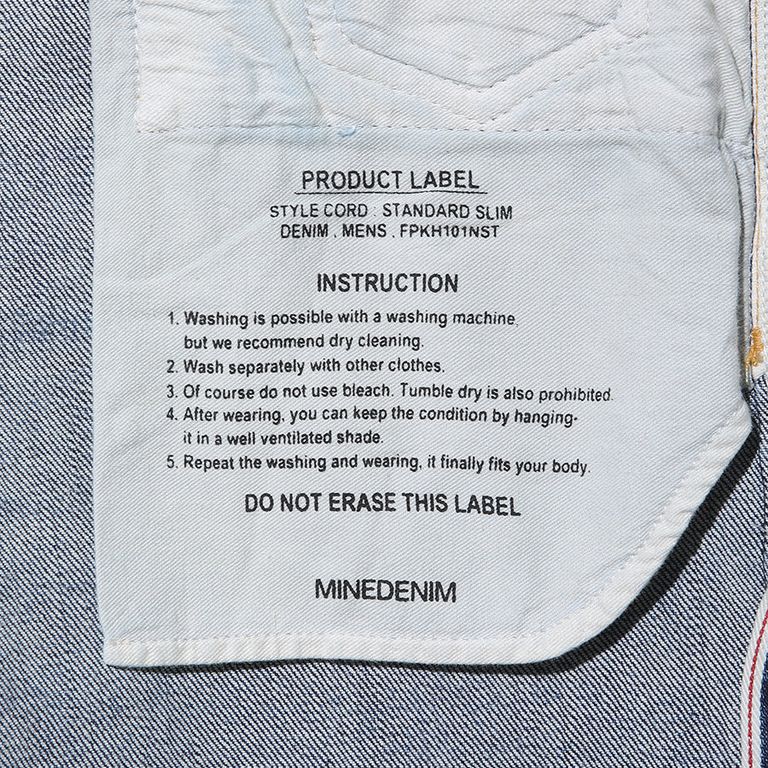 PRODUCT LABEL
STYLE CORD : STANDARD SLIM
DENIM . MENS . FPKH101NST
INSTRUCTION
1. Washing is possible with a washing machine,
but we recommend dry cleaning.
2. Wash separately with other clothes.
3. Of course do not use bleach. Tumble dry is also prohibited.
4. After wearing, you can keep the condition by hanging-
it in a well ventilated shade.
5. Repeat the washing and wearing, it finally fits your body.
DO NOT ERASE THIS LABEL
MINEDENIM